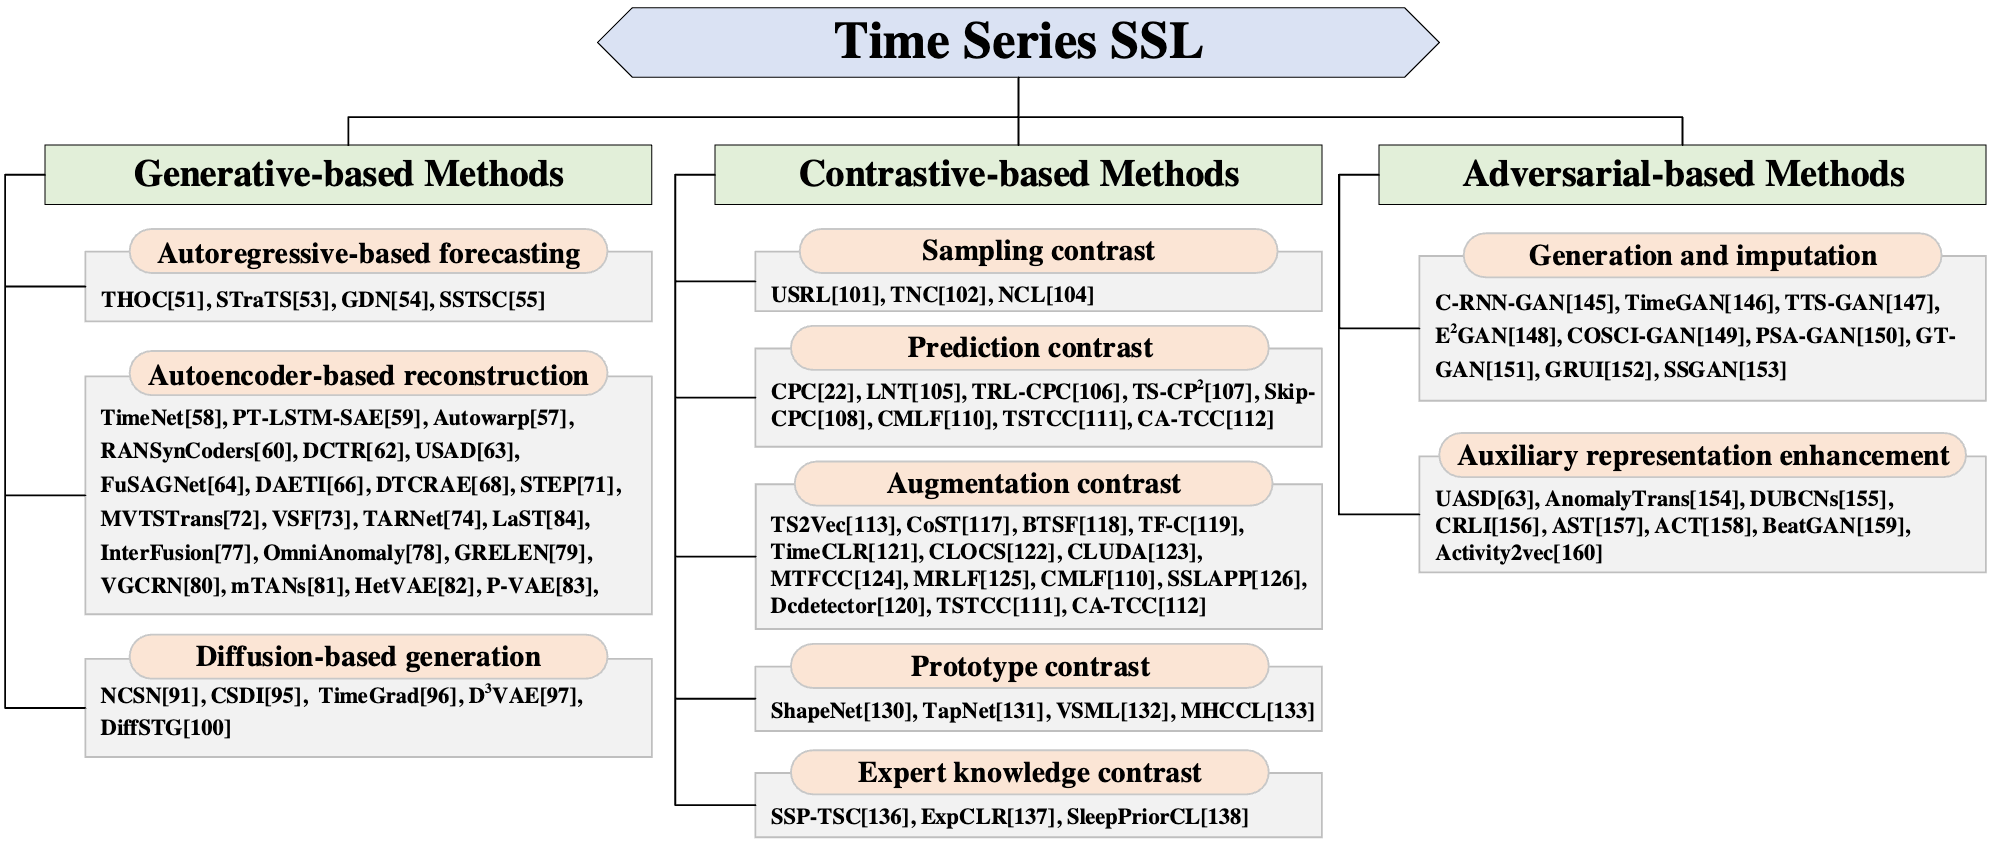 Time Series SSL
Generative-based Methods
Autoregressive-based forecasting
THOC[51], STraTS[53], GDN[54], SSTSC[55]
Autoencoder-based reconstruction
TimeNet[58], PT-LSTM-SAE[59], Autowarp[57],
RANSynCoders[60], DCTR[62], USAD[63],
FuSAGNet[64], DAETI[66], DTCRAE[68], STEP[71],
MVTSTrans[72], VSF[73], TARNet[74], LaST[84],
InterFusion[77], OmniAnomaly[78], GRELEN[79],
VGCRN[80], mTANs[81], HetVAE[82], P-VAE[83],
Diffusion-based generation
NCSN[91], CSDI[95], TimeGrad[96], D³VAE[97],
DiffSTG[100]
Contrastive-based Methods
Sampling contrast
USRL[101], TNC[102], NCL[104]
Prediction contrast
CPC[22], LNT[105], TRL-CPC[106], TS-CP²[107], Skip-
CPC[108], CMLF[110], TSTCC[111], CA-TCC[112]
Augmentation contrast
TS2Vec[113], CoST[117], BTSF[118], TF-C[119],
TimeCLR[121], CLOCS[122], CLUDA[123],
MTFCC[124], MRLF[125], CMLF[110], SSLAPP[126],
Dcdetector[120], TSTCC[111], CA-TCC[112]
Prototype contrast
ShapeNet[130], TapNet[131], VSML[132], MHCCL[133]
Expert knowledge contrast
SSP-TSC[136], ExpCLR[137], SleepPriorCL[138]
Adversarial-based Methods
Generation and imputation
C-RNN-GAN[145], TimeGAN[146], TTS-GAN[147],
E²GAN[148], COSCI-GAN[149], PSA-GAN[150], GT-
GAN[151], GRUI[152], SSGAN[153]
Auxiliary representation enhancement
UASD[63], AnomalyTrans[154], DUBCNs[155],
CRLI[156], AST[157], ACT[158], BeatGAN[159],
Activity2vec[160]